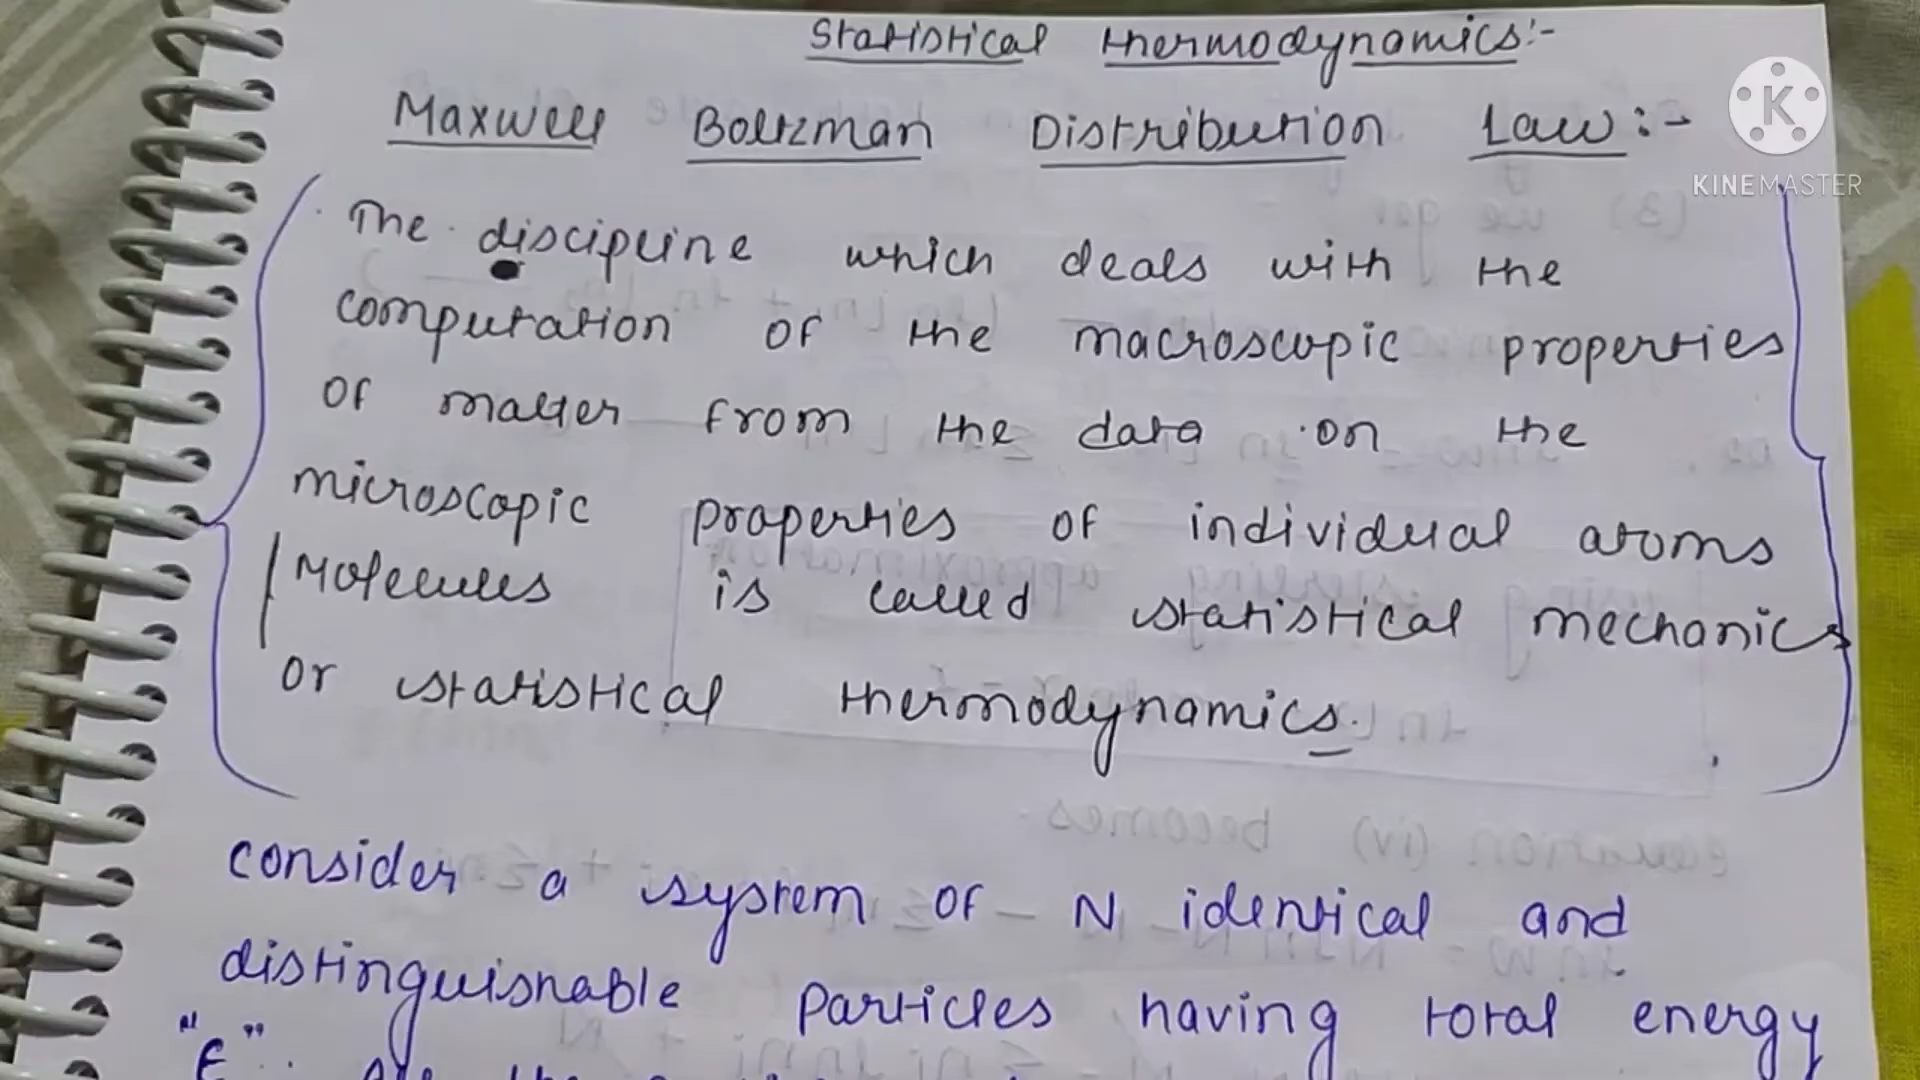 Statistical thermodynamics:-
Maxwell Boltzman Distribution Law:-
K
KINEMASTER
The discipline which deals with the
computation of the macroscopic properties
of matter from the data on the
microscopic properties of individual atoms
/Molecules is called statistical mechanics
or statistical thermodynamics.
consider a system of N identical and
distinguishable particles having total energy
"E".